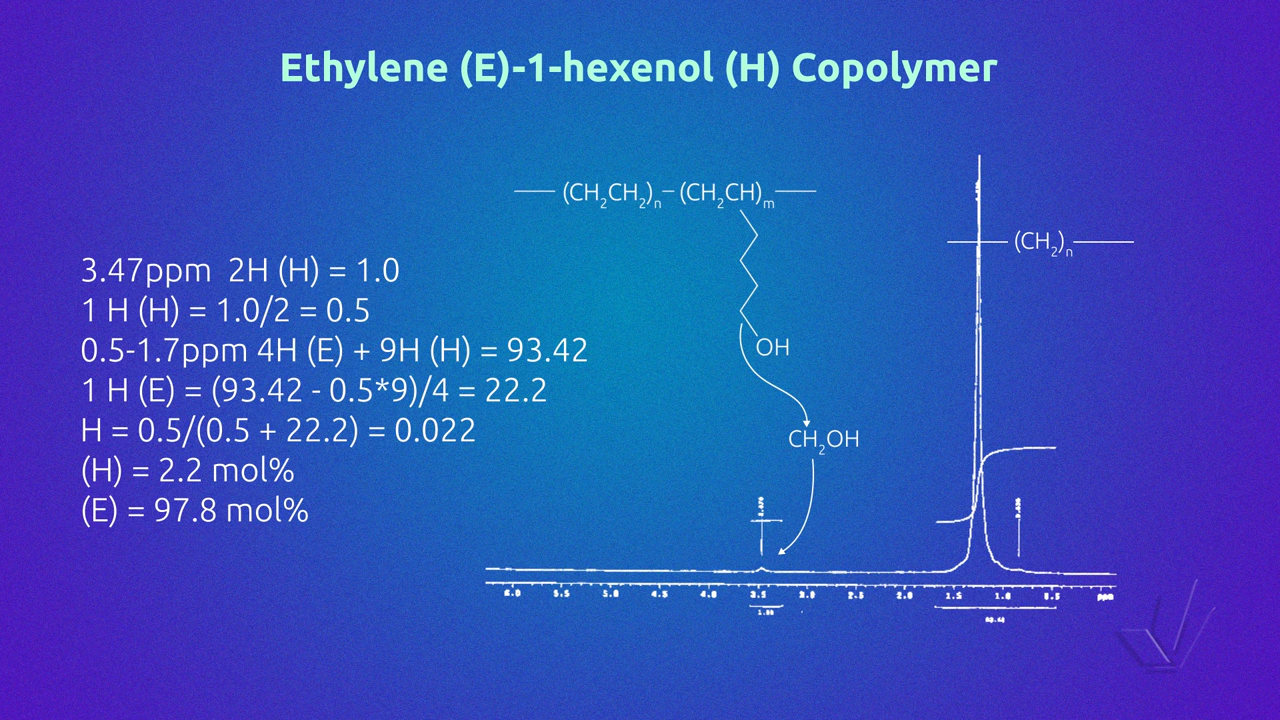 Ethylene (E)-1-hexenol (H) Copolymer
(CH2CH2)n (CH2CH)m
(CH2)n
3.47ppm 2H (H) = 1.0
1 H (H) = 1.0/2 = 0.5
0.5-1.7ppm 4H (E) + 9H (H) = 93.42
1 H (E) = (93.42 - 0.5*9)/4 = 22.2
H = 0.5/(0.5 + 22.2) = 0.022
(H) = 2.2 mol%
(E) = 97.8 mol%
OH
CH2OH
6.0 5.5 5.0 4.5 4.0 3.5 3.0 2.5 2.0 1.5 1.0 0.5 ppm
1.00